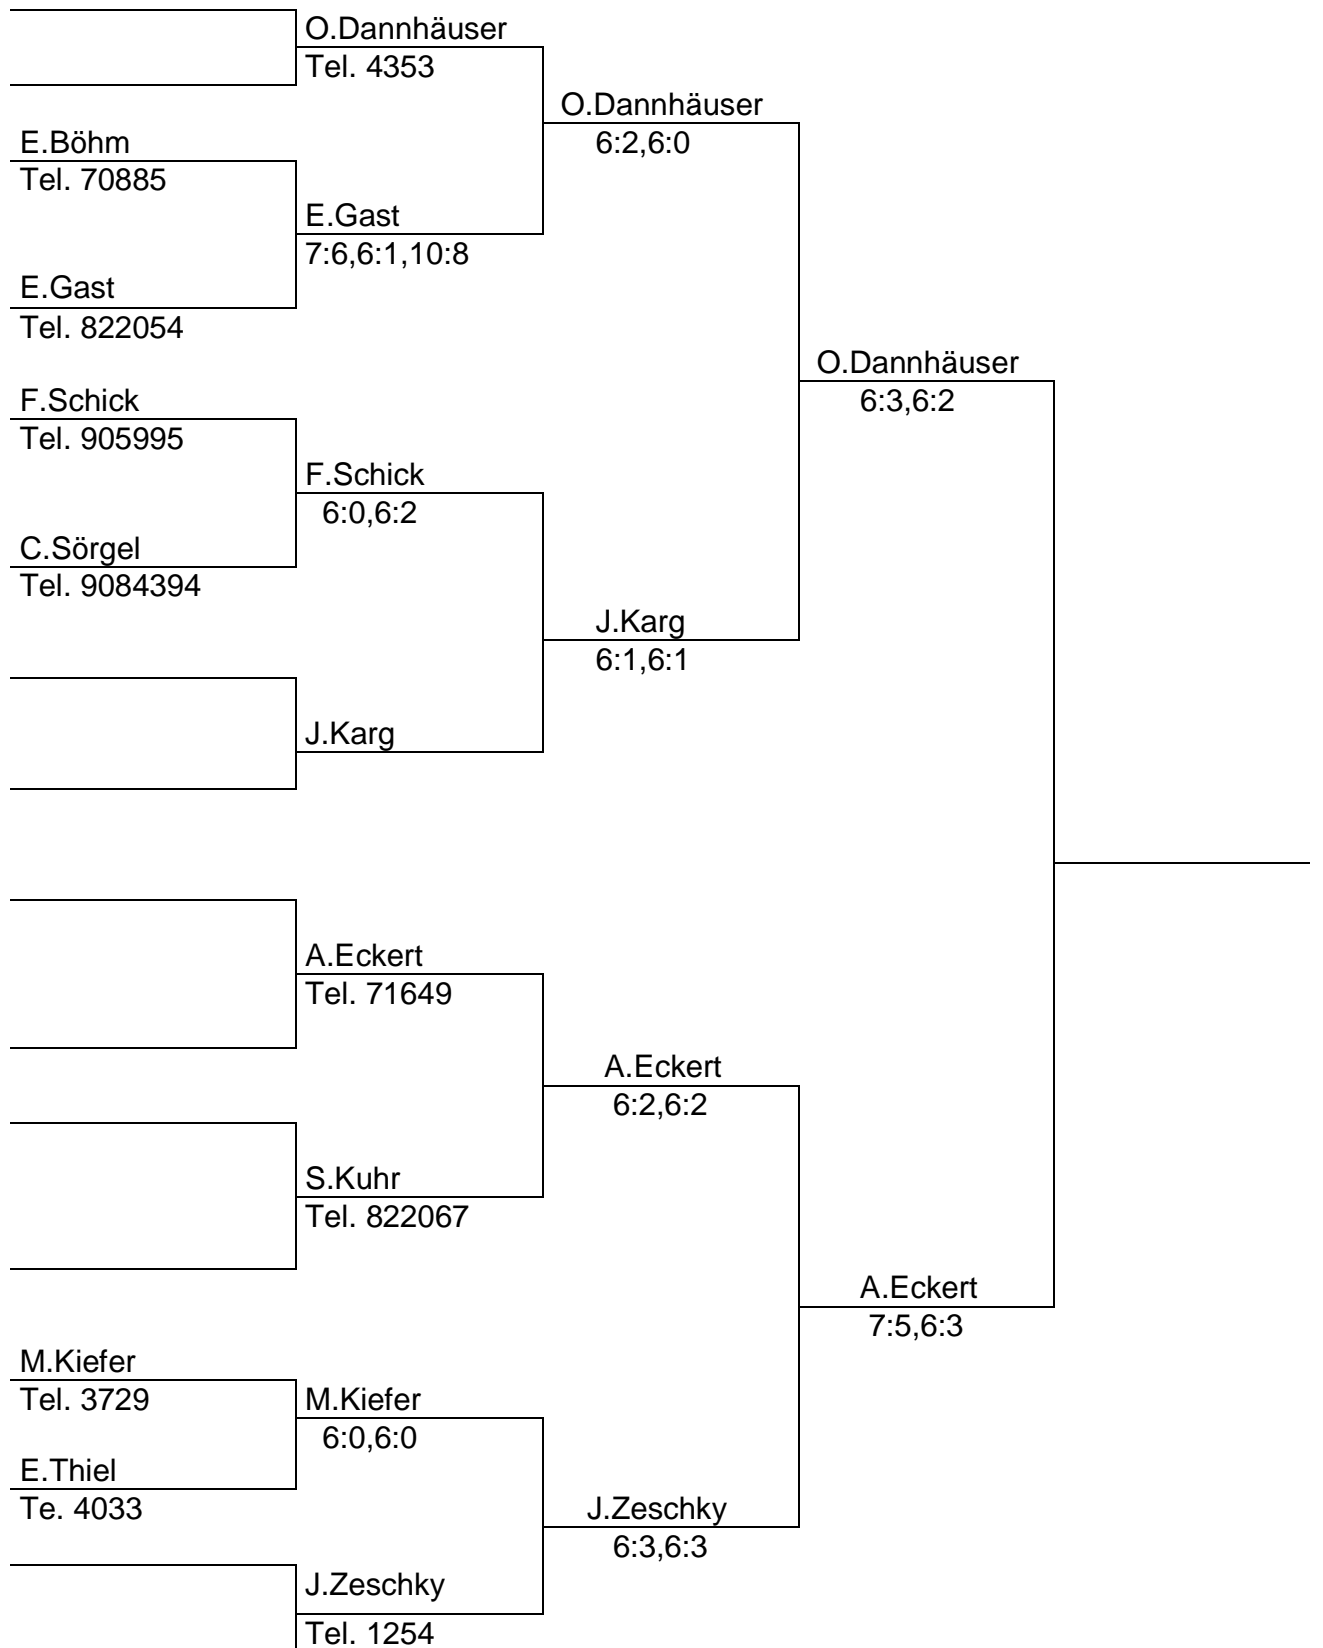 O.Dannhäuser
Tel. 4353
O.Dannhäuser
6:2,6:0
E.Böhm
Tel. 70885
E.Gast
7:6,6:1,10:8
E.Gast
Tel. 822054
O.Dannhäuser
6:3,6:2
F.Schick
Tel. 905995
F.Schick
6:0,6:2
C.Sörgel
Tel. 9084394
J.Karg
6:1,6:1
J.Karg
A.Eckert
Tel. 71649
A.Eckert
6:2,6:2
S.Kuhr
Tel. 822067
A.Eckert
7:5,6:3
M.Kiefer
Tel. 3729
M.Kiefer
6:0,6:0
E.Thiel
Te. 4033
J.Zeschky
6:3,6:3
J.Zeschky
Tel. 1254